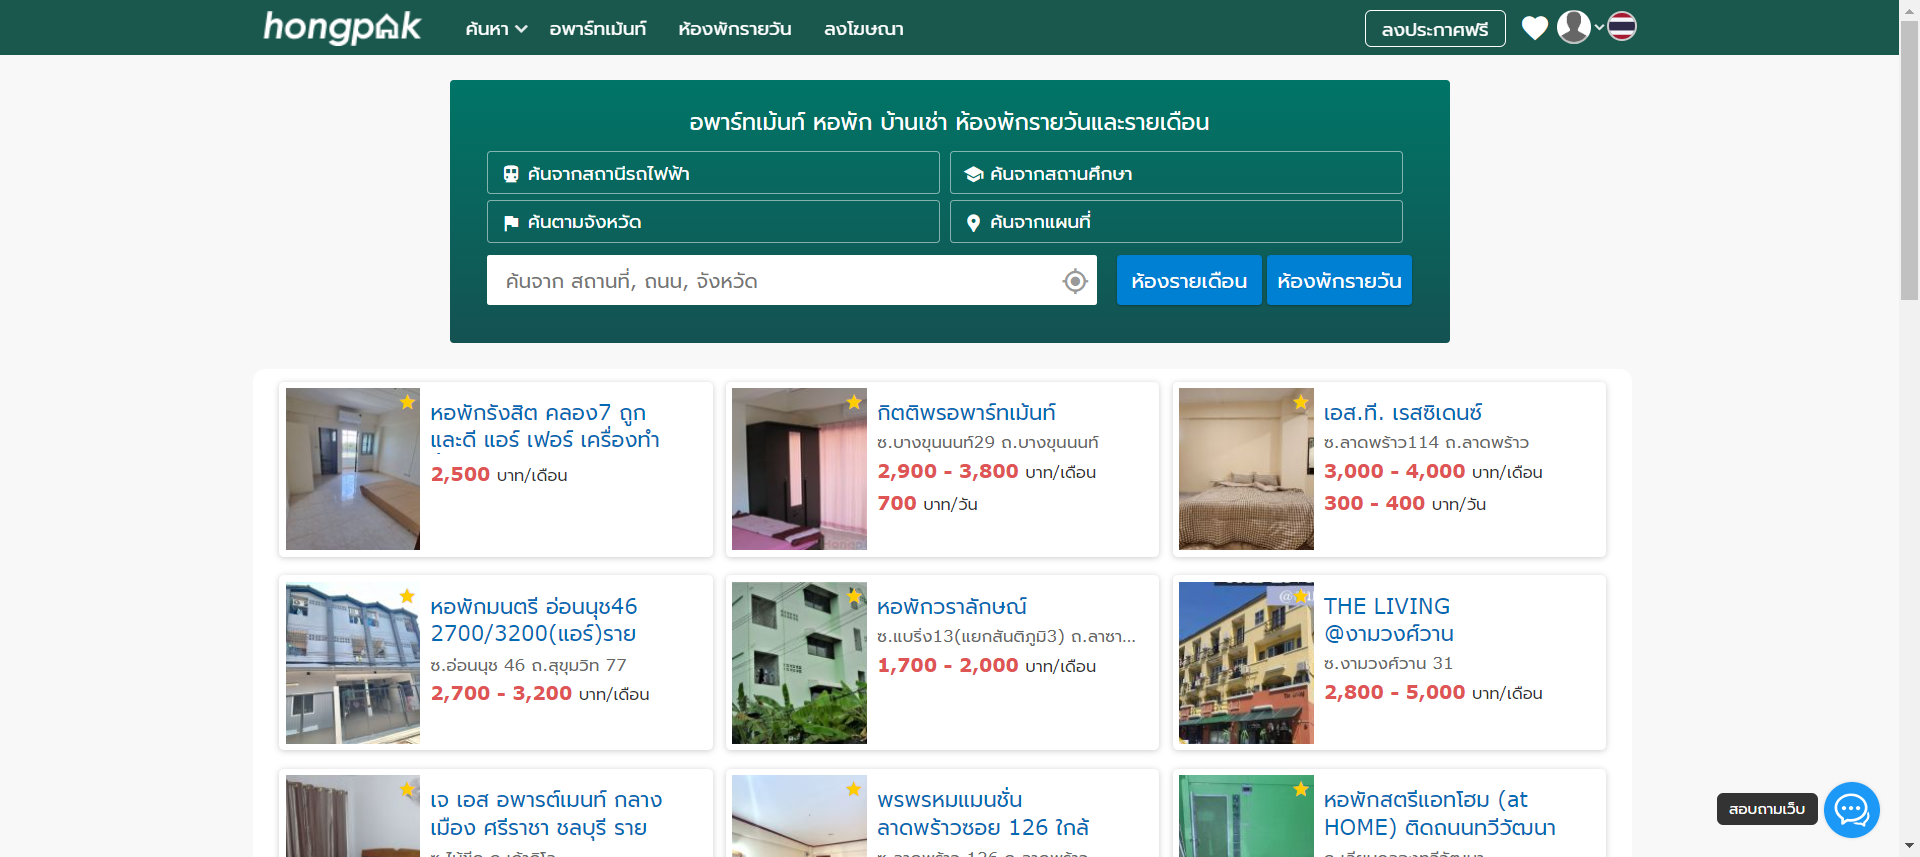 hongpak
ค้นหา
อพาร์ทเม้นท์
ห้องพักรายวัน
ลงโฆษณา
ลงประกาศฟรี
อพาร์ทเม้นท์ หอพัก บ้านเช่า ห้องพักรายวันและรายเดือน
ค้นจากสถานีรถไฟฟ้า
ค้นจากสถานศึกษา
ค้นตามจังหวัด
ค้นจากแผนที่
ค้นจาก สถานที่, ถนน, จังหวัด
ห้องรายเดือน
ห้องพักรายวัน
หอพักรังสิต คลอง7 ถูก
และดี แอร์ เฟอร์ เครื่องทำ
2,500 บาท/เดือน
กิตติพรอพาร์ทเม้นท์
ซ.บางขุนนนท์29 ถ.บางขุนนนท์
2,900 - 3,800 บาท/เดือน
700 บาท/วัน
เอส.ที. เรสซิเดนซ์
ซ.ลาดพร้าว114 ถ.ลาดพร้าว
3,000 - 4,000 บาท/เดือน
300 - 400 บาท/วัน
หอพักมนตรี อ่อนนุช46
2700/3200(แอร์)ราย
ซ.อ่อนนุช 46 ถ.สุขุมวิท 77
2,700 - 3,200 บาท/เดือน
หอพักวราลักษณ์
ซ.แบริ่ง13(แยกสันติภูมิ3) ถ.ลาซา...
1,700 - 2,000 บาท/เดือน
THE LIVING
@งามวงศ์วาน
ซ.งามวงศ์วาน 31
2,800 - 5,000 บาท/เดือน
เจ เอส อพารต์เมนท์ กลาง
เมือง ศรีราชา ชลบุรี ราย
พรพรหมแมนชั่น
ลาดพร้าวซอย 126 ใกล้
ซ.ลาดพร้าว 126 ถ.ลาดพร้าว
หอพักสตรีแอทโฮม (at
HOME) ติดถนนทวีวัฒนา
สอบถามเว็บ